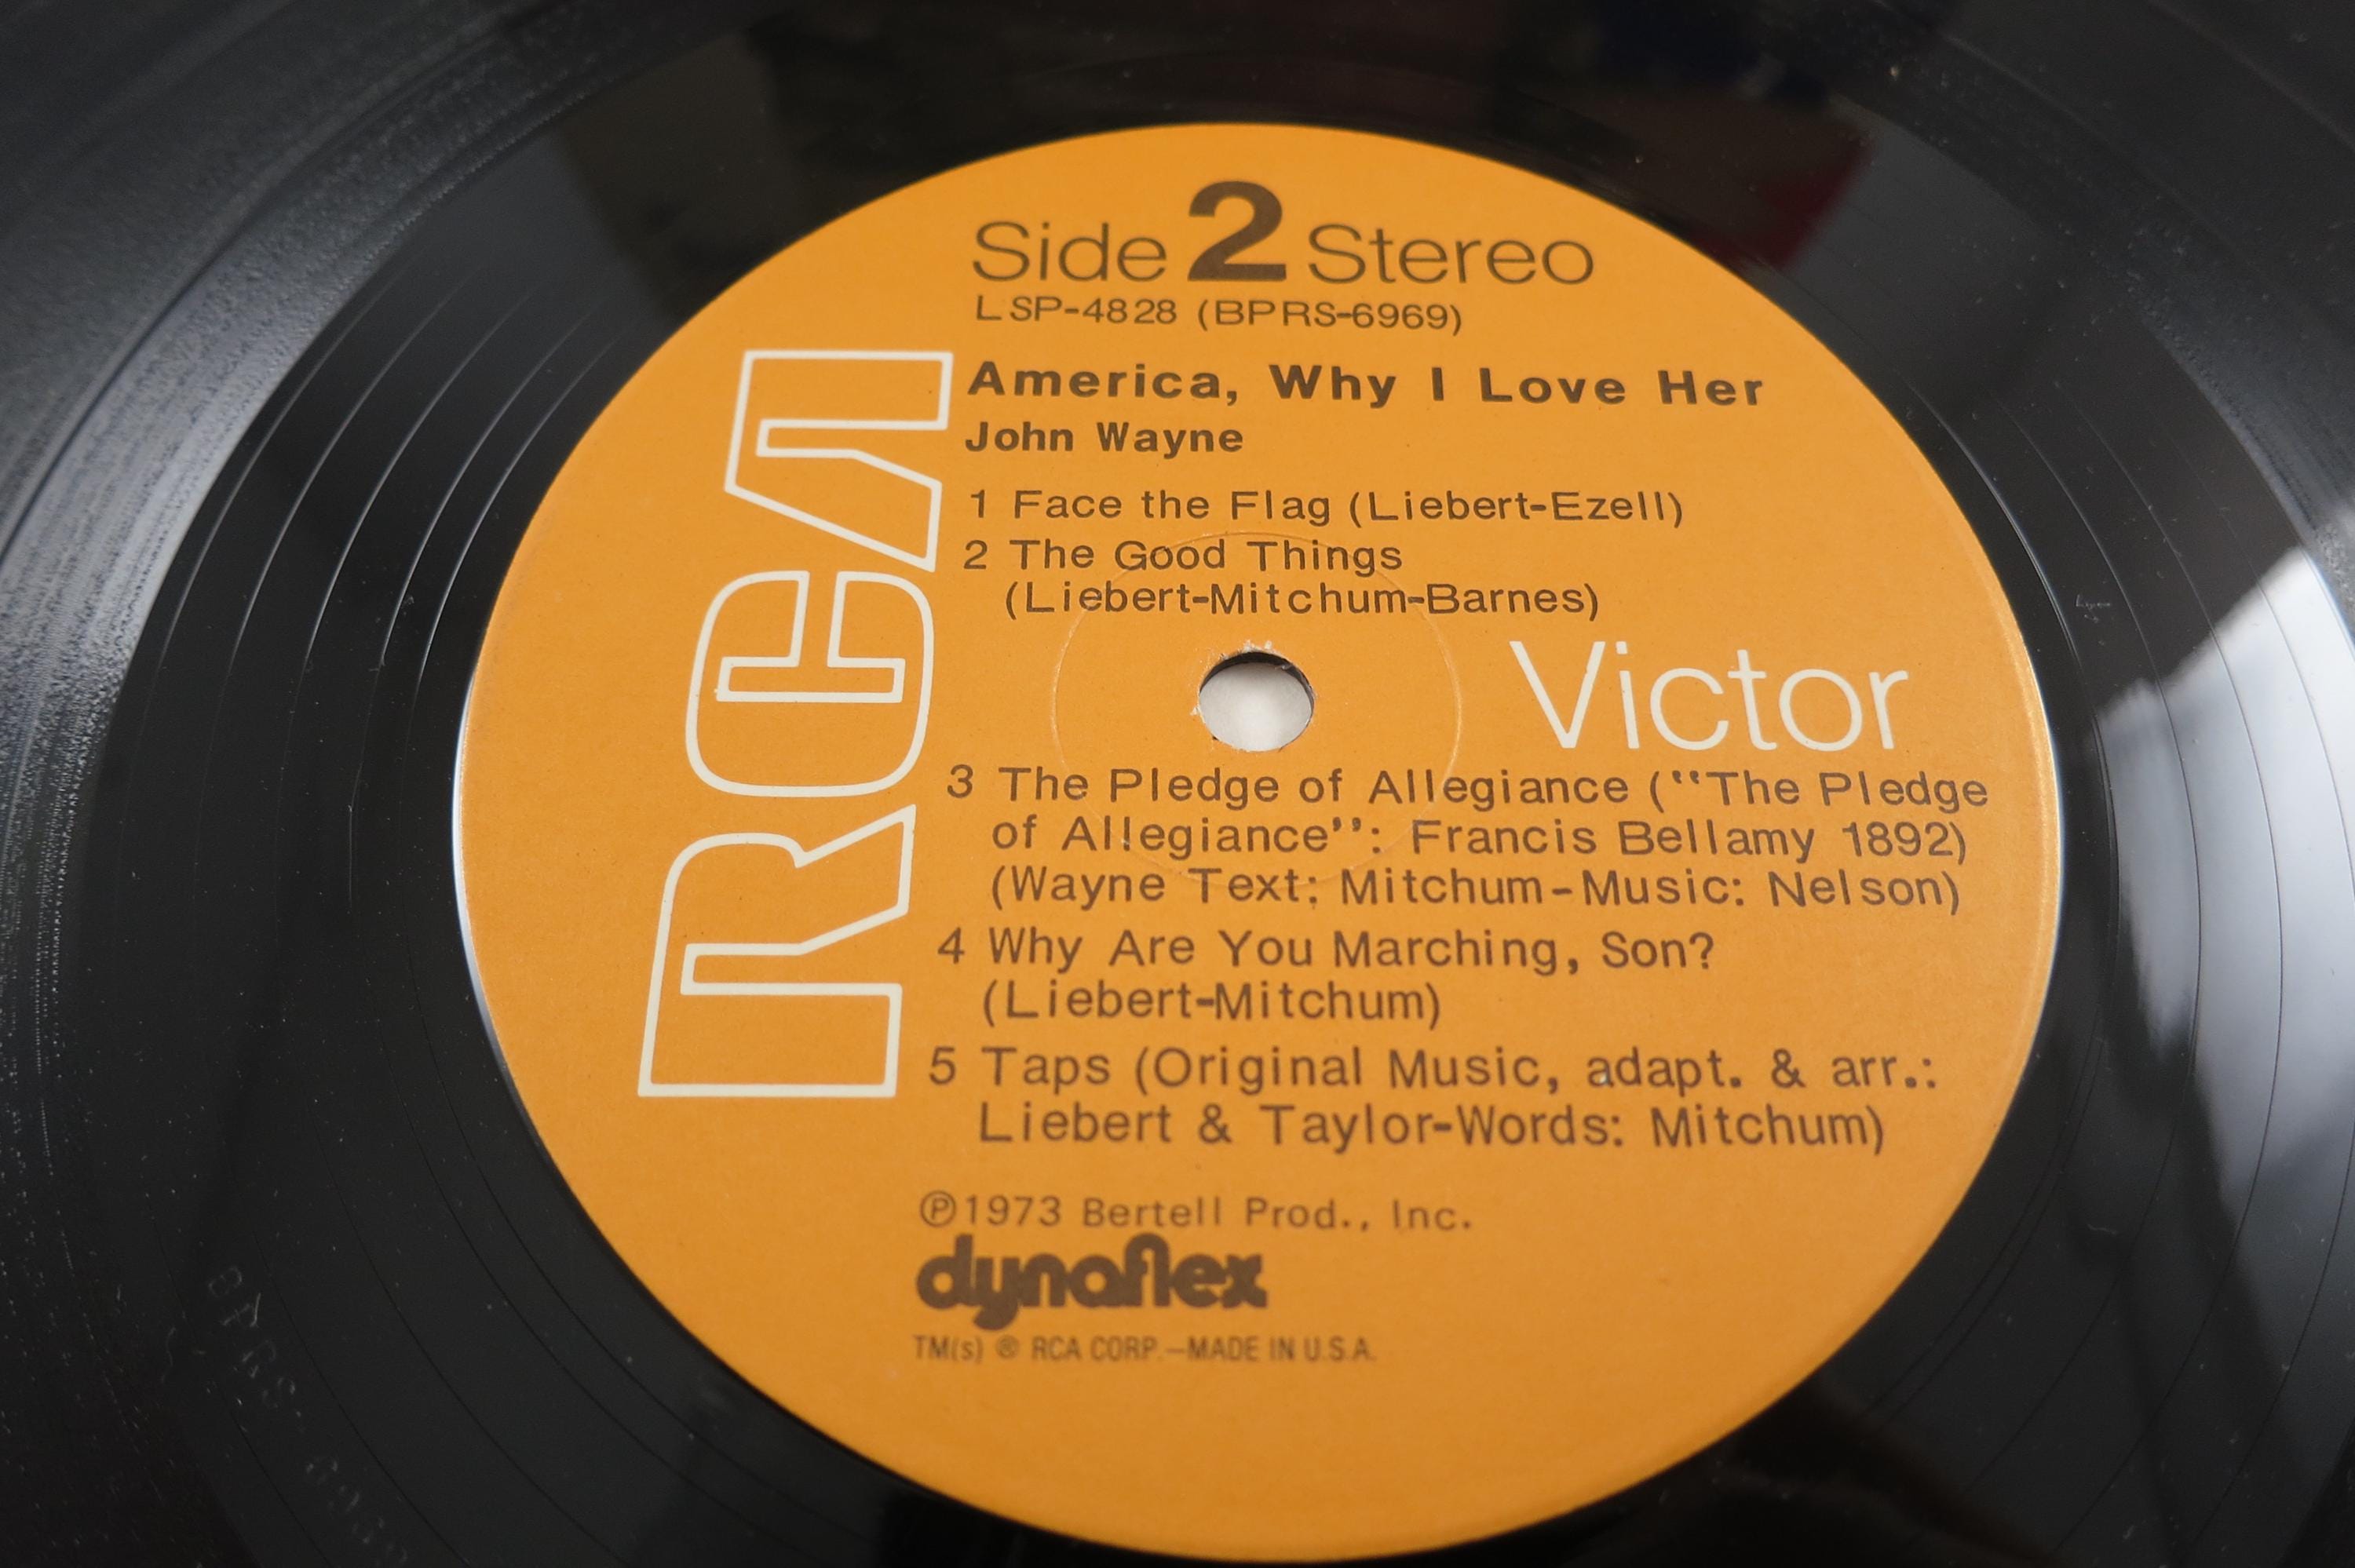 Side 2 Stereo
LSP-4828 (BPRS-6969)
America, Why I Love Her
John Wayne
1 Face the Flag (Liebert-Ezell)
2 The Good Things
(Liebert-Mitchum-Barnes)
RCA
Victor
3 The Pledge of Allegiance (“The Pledge
of Allegiance”: Francis Bellamy 1892)
(Wayne Text: Mitchum-Music: Nelson)
4 Why Are You Marching, Son?
(Liebert-Mitchum)
5 Taps (Original Music, adapt. & arr.:
Liebert & Taylor-Words: Mitchum)
℗1973 Bertell Prod., Inc.
dynaflex
TM(s) ® RCA CORP.—MADE IN U.S.A.